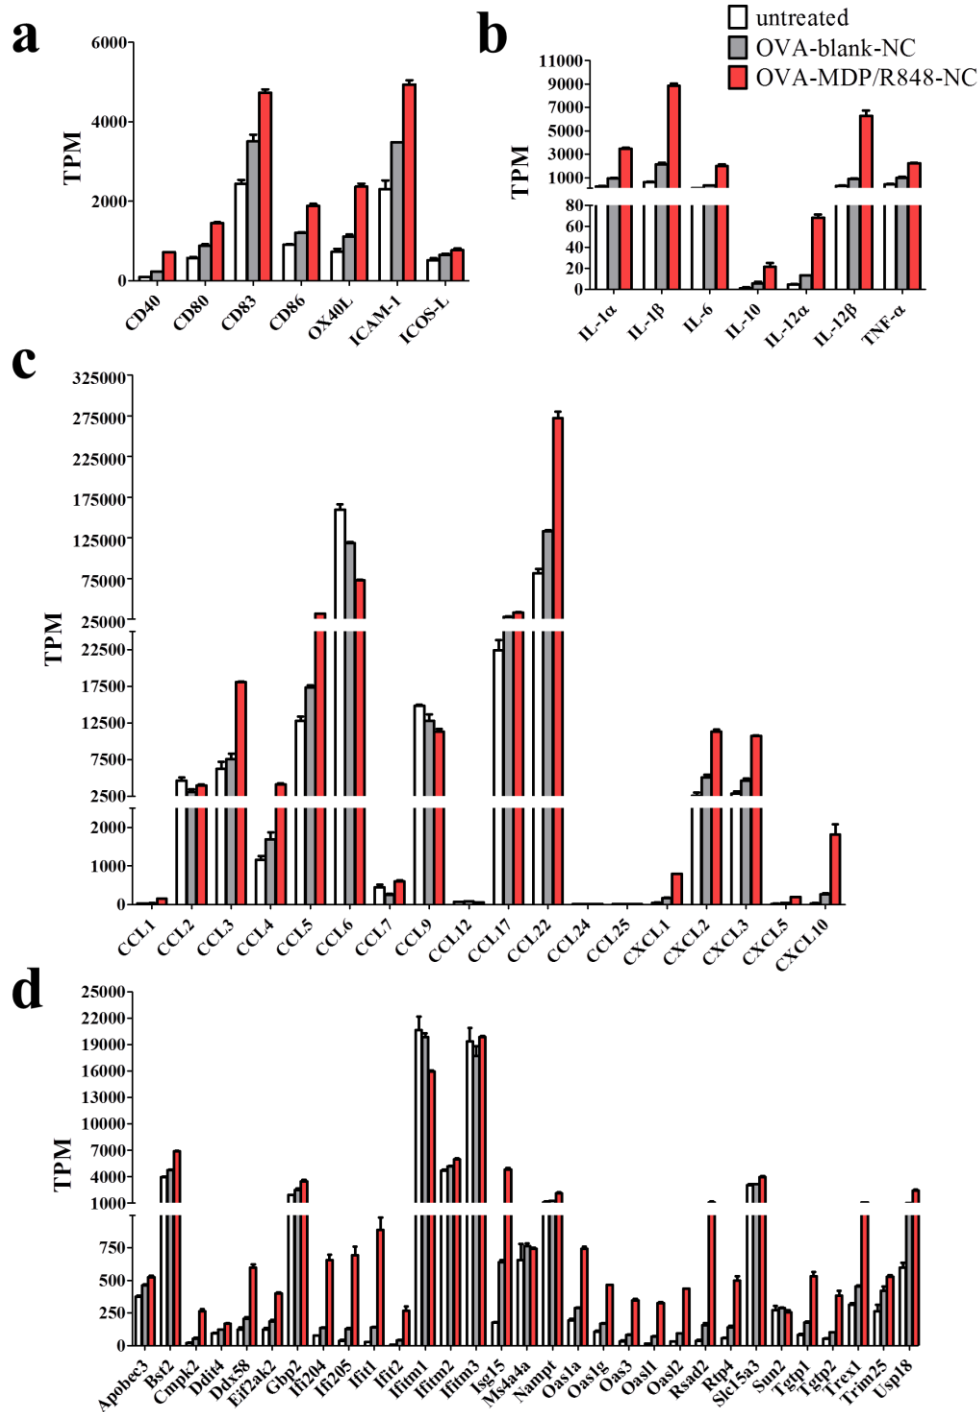 a
TPM
6000
4000
2000
0
CD40
CD80
CD83
CD86
OX40L
ICAM-1
ICOS-L
b
untreated
OVA-blank-NC
OVA-MDP/R848-NC
TPM
11000
9000
7000
5000
3000
1000
80
60
40
20
0
IL-1α
IL-1β
IL-6
IL-10
IL-12α
IL-12β
TNF-α
c
TPM
325000
275000
225000
175000
125000
75000
25000
22500
17500
12500
7500
2500
2000
1000
0
CCL1
CCL2
CCL3
CCL4
CCL5
CCL6
CCL7
CCL9
CCL12
CCL17
CCL22
CCL24
CCL25
CXCL1
CXCL2
CXCL3
CXCL5
CXCL10
d
TPM
25000
22000
19000
16000
13000
10000
7000
4000
1000
750
500
250
0
Apobec3
Bst2
Cmpk2
Ddit4
Ddx58
Eif2ak2
Gbp2
Ifi204
Ifi205
Ifit1
Ifit2
Ifitm1
Ifitm2
Ifitm3
Isg15
Ms4a4a
Nampt
Oas1a
Oas1g
Oas3
Oasl1
Oasl2
Rsad2
Rtp4
Slc15a3
Sun2
Tgtp1
Tgtp2
Trex1
Trim25
Usp18